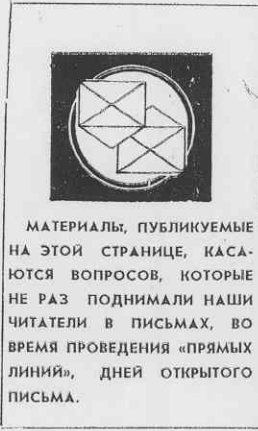 МАТЕРИАЛЫ, ПУБЛИКУЕМЫЕ
НА ЭТОЙ СТРАНИЦЕ, КАСА-
ЮТСЯ ВОПРОСОВ, КОТОРЫЕ
НЕ РАЗ ПОДНИМАЛИ НАШИ
ЧИТАТЕЛИ В ПИСЬМАХ, ВО
ВРЕМЯ ПРОВЕДЕНИЯ «ПРЯМЫХ
ЛИНИЙ», ДНЕЙ ОТКРЫТОГО
ПИСЬМА.